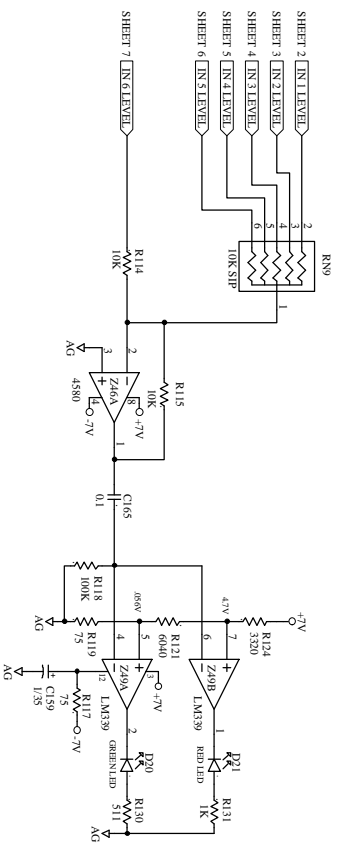 SHEET 2
IN 1 LEVEL
SHEET 3
IN 2 LEVEL
SHEET 4
IN 3 LEVEL
SHEET 5
IN 4 LEVEL
SHEET 6
IN 5 LEVEL
SHEET 7
IN 6 LEVEL
RN9
10K SIP
2
3
4
5
6
1
R114
10K
R115
10K
2
3
1
8
4
+7V
-7V
Z46A
4580
AG
C165
0.1
R118
100K
R119
75
R121
6040
R124
3320
+7V
.056V
4.7V
AG
6
7
1
Z49B
LM339
4
5
2
3
12
+7V
Z49A
LM339
R117
75
-7V
C159
1/35
AG
D21
RED LED
R131
1K
D20
GREEN LED
R130
511
AG